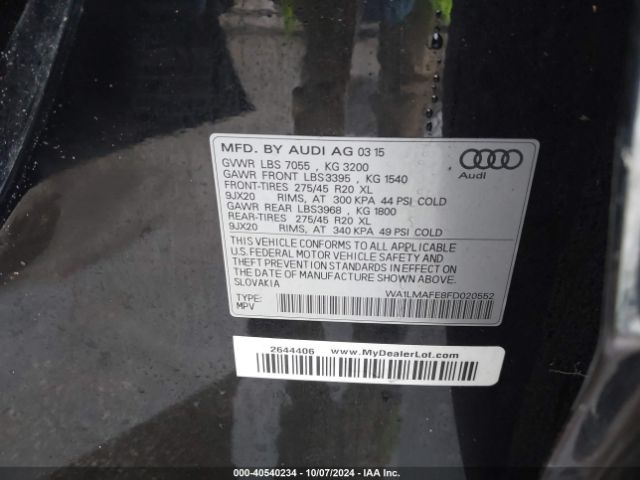 MFD. BY AUDI AG 03 15
GVWR LBS 7055 , KG 3200
GAWR FRONT LBS3395 , KG 1540
FRONT-TIRES 275/45 R20 XL
9JX20 RIMS, AT 300 KPA 44 PSI COLD
GAWR REAR LBS3968 , KG 1800
REAR-TIRES 275/45 R20 XL
9JX20 RIMS, AT 340 KPA 49 PSI COLD
THIS VEHICLE CONFORMS TO ALL APPLICABLE
U.S. FEDERAL MOTOR VEHICLE SAFETY AND
THEFT PREVENTION STANDARDS IN EFFECT ON
THE DATE OF MANUFACTURE SHOWN ABOVE.
SLOVAKIA
Audi
TYPE: WA1LMAFE8FD020552
MPV
2644406 www.MyDealerLot.com
000-40540234 - 10/07/2024 - IAA Inc.